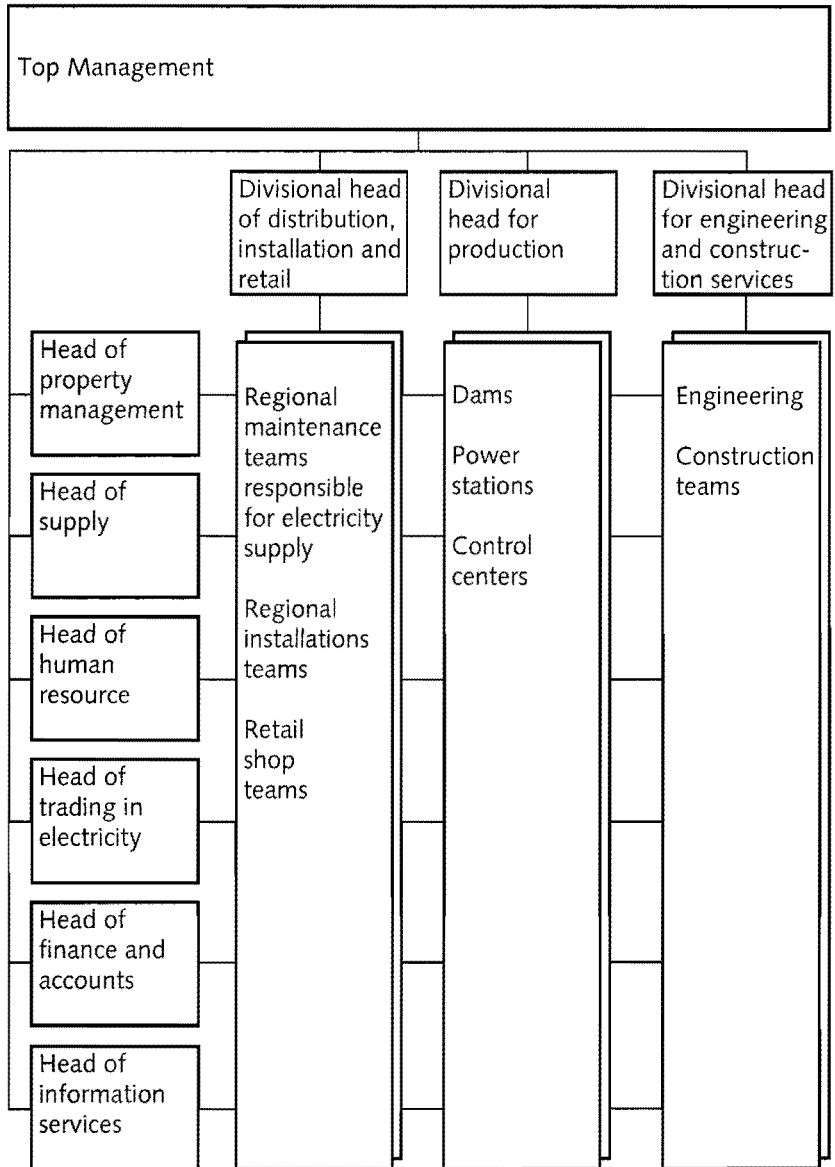 Top Management
Divisional head
of distribution,
installation and
retail
Divisional
head for
production
Divisional head
for engineering
and construc-
tion services
Head of
property
management
Head of
supply
Head of
human
resource
Head of
trading in
electricity
Head of
finance and
accounts
Head of
information
services
Regional
maintenance
teams
responsible
for electricity
supply
Regional
installations
teams
Retail
shop
teams
Dams
Power
stations
Control
centers
Engineering
Construction
teams